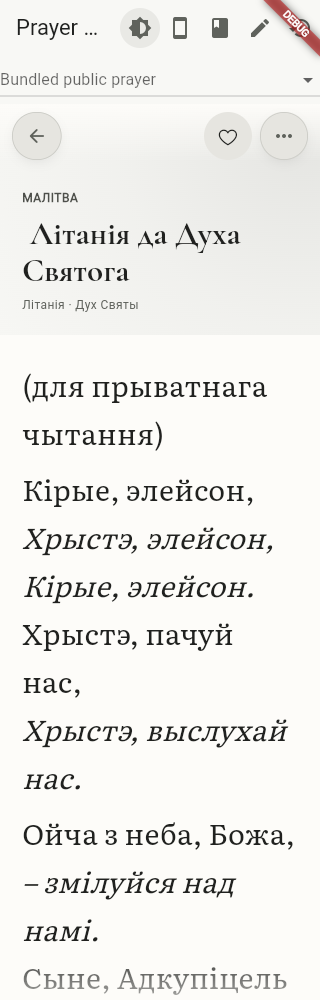 Prayer ...
DEBUG
Bundled public prayer
МАЛІТВА
Літанія да Духа
Святога
Літанія · Дух Святы
(для прыватнага
чытання)
Кірые, элейсон,
Хрыстэ, элейсон,
Кірые, элейсон.
Хрыстэ, пачуй
нас,
Хрыстэ, выслухай
нас.
Ойча з неба, Божа,
– змілуйся над
намі.
Сыне, Адкупіцель